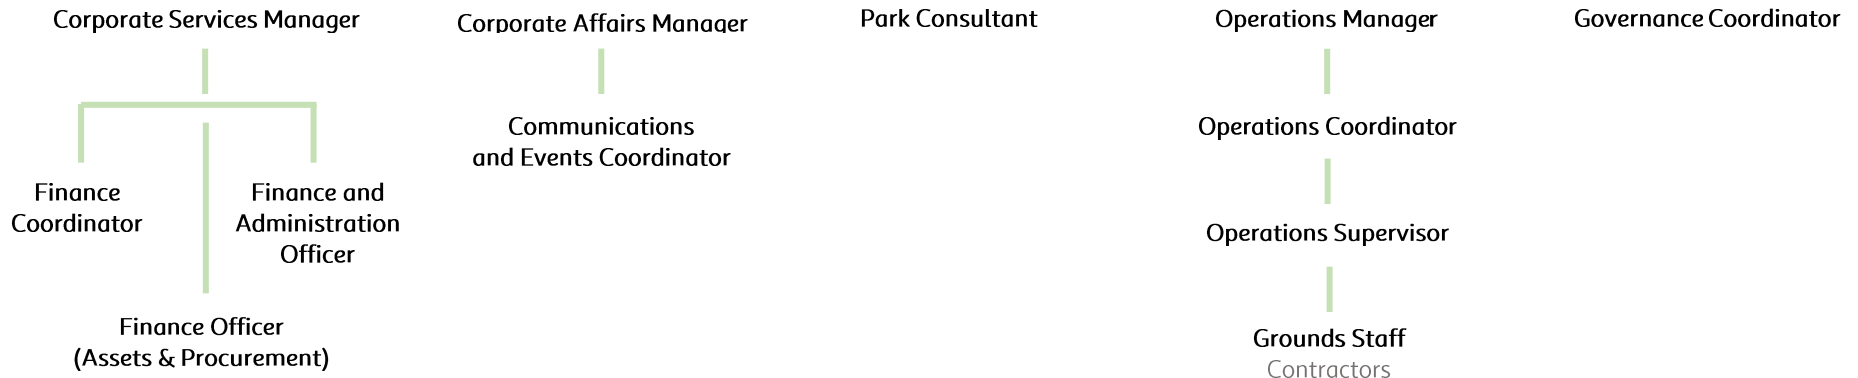 Corporate Services Manager
Corporate Affairs Manager
Park Consultant
Operations Manager
Governance Coordinator
Communications
and Events Coordinator
Operations Coordinator
Finance
Coordinator
Finance and
Administration
Officer
Operations Supervisor
Finance Officer
(Assets & Procurement)
Grounds Staff
Contractors